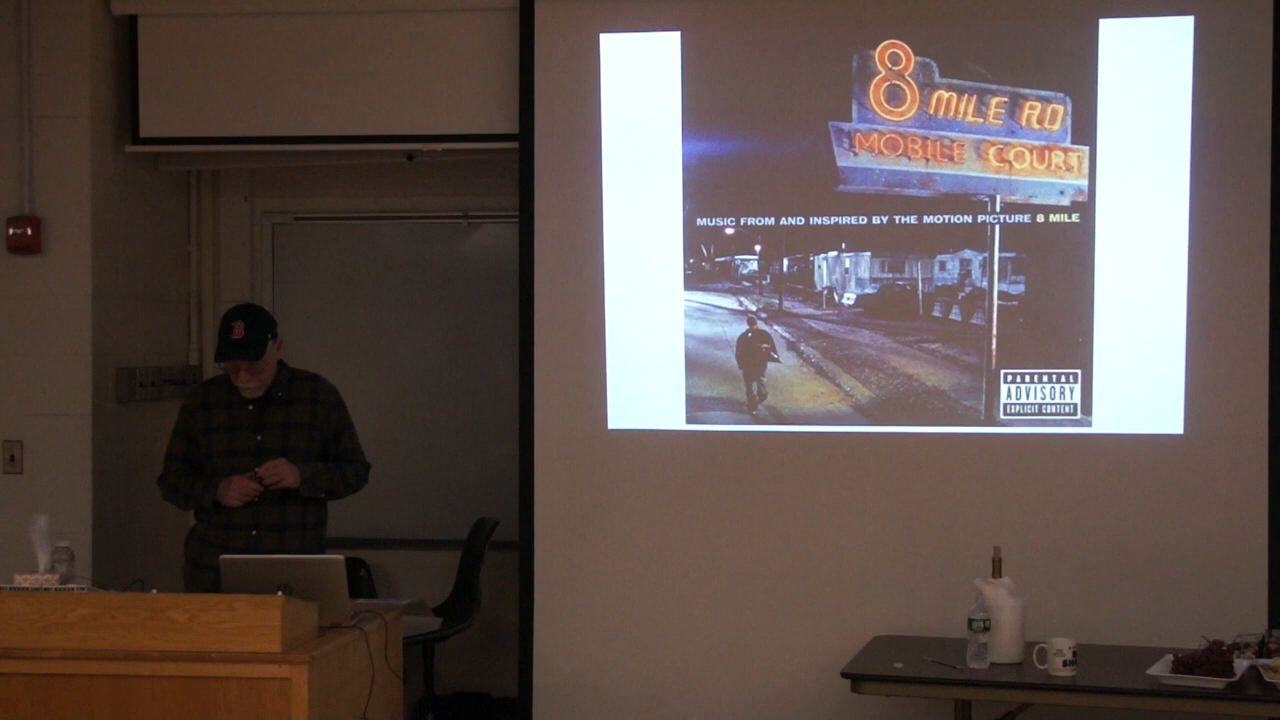 8 MILE RD
MOBILE COURT
MUSIC FROM AND INSPIRED BY THE MOTION PICTURE 8 MILE
PARENTAL
ADVISORY
EXPLICIT CONTENT
B